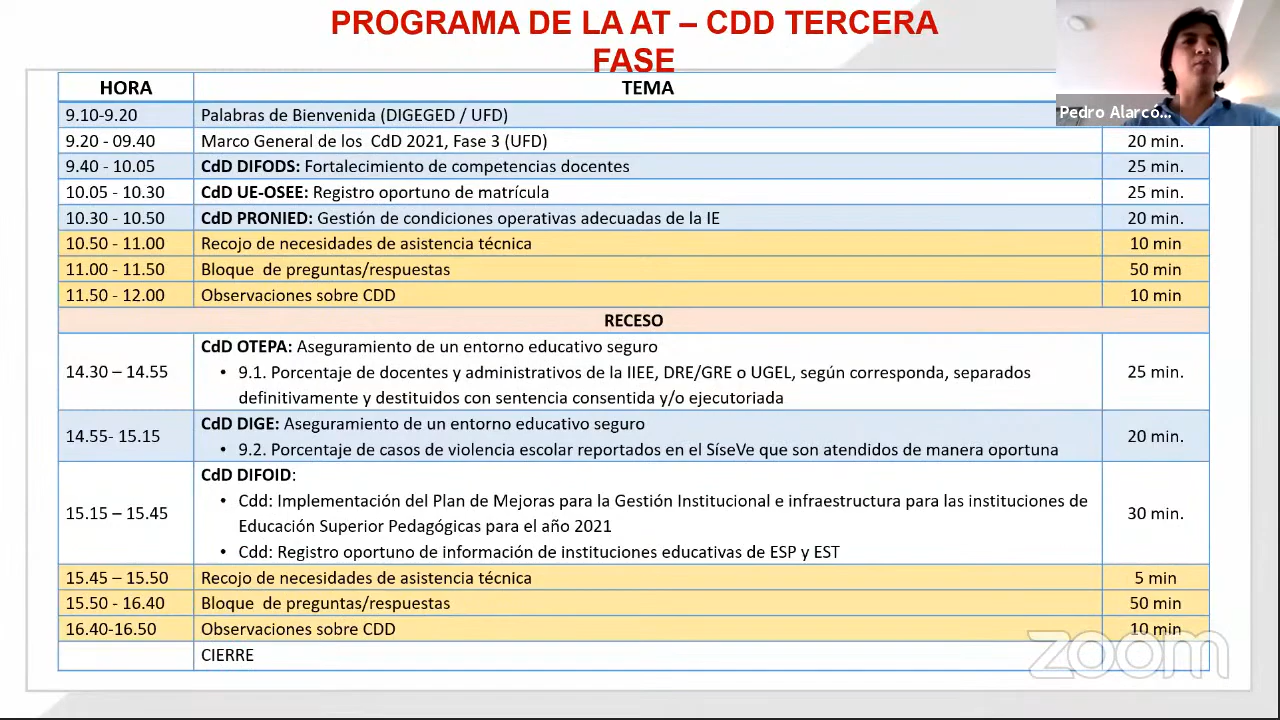 PROGRAMA DE LA AT – CDD TERCERA
FASE
HORA TEMA
Pedro Alarcó...
9.10-9.20 Palabras de Bienvenida (DIGEGED / UFD)
9.20 - 09.40 Marco General de los CdD 2021, Fase 3 (UFD) 20 min.
9.40 - 10.05 CdD DIFODS: Fortalecimiento de competencias docentes 25 min.
10.05 - 10.30 CdD UE-OSEE: Registro oportuno de matrícula 25 min.
10.30 - 10.50 CdD PRONIED: Gestión de condiciones operativas adecuadas de la IE 20 min.
10.50 - 11.00 Recojo de necesidades de asistencia técnica 10 min
11.00 - 11.50 Bloque de preguntas/respuestas 50 min
11.50 - 12.00 Observaciones sobre CDD 10 min
RECESO
14.30 – 14.55 CdD OTEPA: Aseguramiento de un entorno educativo seguro 25 min.
• 9.1. Porcentaje de docentes y administrativos de la IIEE, DRE/GRE o UGEL, según corresponda, separados
definitivamente y destituidos con sentencia consentida y/o ejecutoriada
14.55- 15.15 CdD DIGE: Aseguramiento de un entorno educativo seguro 20 min.
• 9.2. Porcentaje de casos de violencia escolar reportados en el SíseVe que son atendidos de manera oportuna
15.15 – 15.45 CdD DIFOID: 30 min.
• Cdd: Implementación del Plan de Mejoras para la Gestión Institucional e infraestructura para las instituciones de
Educación Superior Pedagógicas para el año 2021
• Cdd: Registro oportuno de información de instituciones educativas de ESP y EST
15.45 – 15.50 Recojo de necesidades de asistencia técnica 5 min
15.50 - 16.40 Bloque de preguntas/respuestas 50 min
16.40-16.50 Observaciones sobre CDD 10 min
CIERRE
zoom